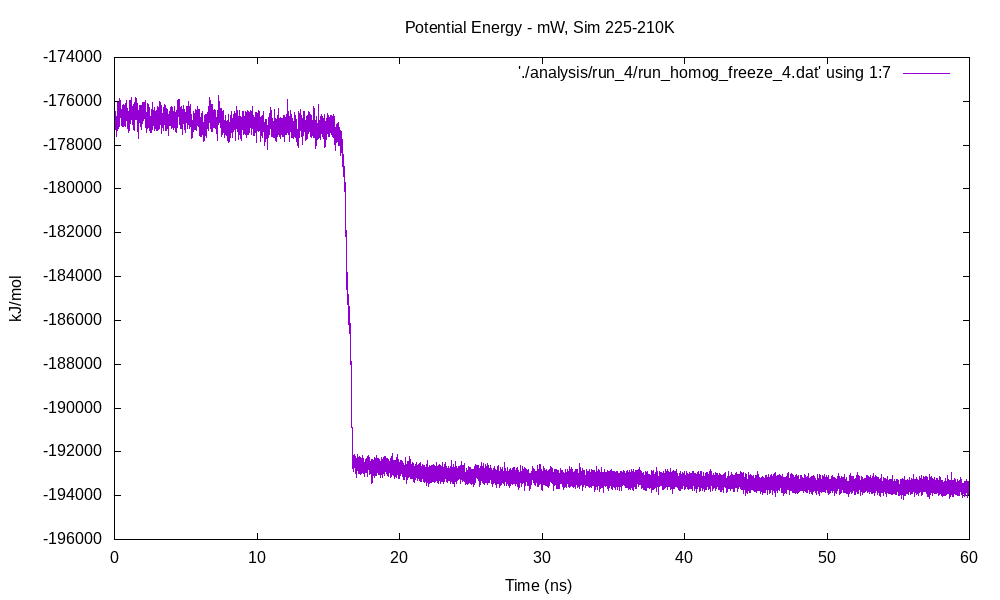 Potential Energy - mW, Sim 225-210K
'./analysis/run_4/run_homog_freeze_4.dat' using 1:7
-174000
-176000
-178000
-180000
-182000
-184000
-186000
-188000
-190000
-192000
-194000
-196000
kJ/mol
0 10 20 30 40 50 60
Time (ns)